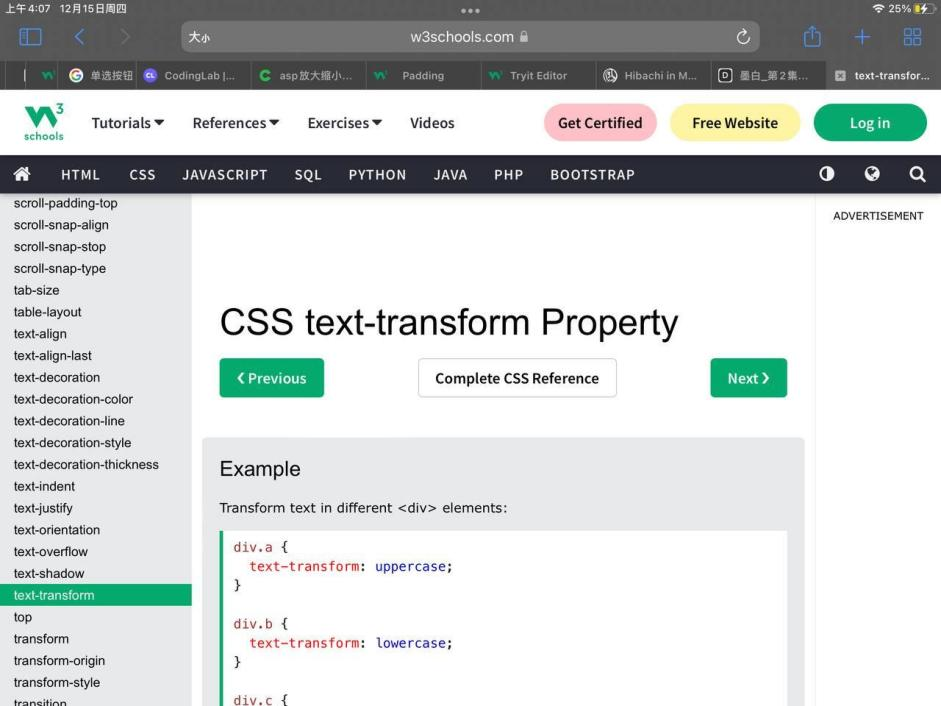 上午4:07 12月15日周四
25%
大小
w3schools.com
单选按钮
CodingLab |...
asp放大缩小...
Padding
Tryit Editor
Hibachi in M...
墨白_第2集...
text-transfor...
W3
schools
Tutorials
References
Exercises
Videos
Get Certified
Free Website
Log in
HTML
CSS
JAVASCRIPT
SQL
PYTHON
JAVA
PHP
BOOTSTRAP
scroll-padding-top
scroll-snap-align
scroll-snap-stop
scroll-snap-type
tab-size
table-layout
text-align
text-align-last
text-decoration
text-decoration-color
text-decoration-line
text-decoration-style
text-decoration-thickness
text-indent
text-justify
text-orientation
text-overflow
text-shadow
text-transform
top
transform
transform-origin
transform-style
transition
ADVERTISEMENT
CSS text-transform Property
❮ Previous
Complete CSS Reference
Next ❯
Example
Transform text in different <div> elements:
div.a {
text-transform: uppercase;
}
div.b {
text-transform: lowercase;
}
div.c {